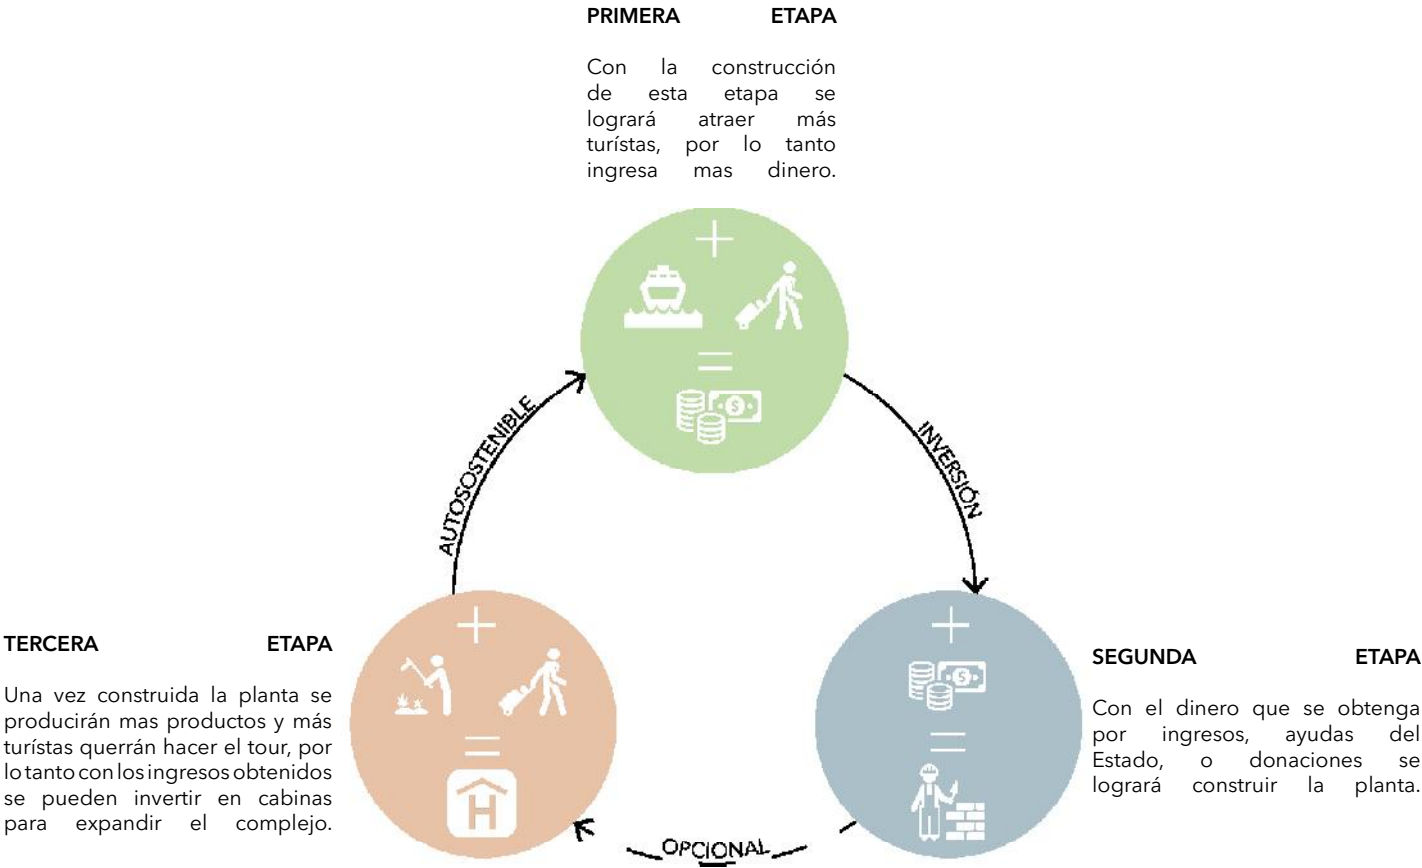 PRIMERA ETAPA
Con la construcción
de esta etapa se
logrará atraer más
turístas, por lo tanto
ingresa mas dinero.
AUTOSOSTENIBLE
INVERSIÓN
TERCERA ETAPA
Una vez construida la planta se
producirán mas productos y más
turístas querrán hacer el tour, por
lo tanto con los ingresos obtenidos
se pueden invertir en cabinas
para expandir el complejo.
H
SEGUNDA ETAPA
Con el dinero que se obtenga
por ingresos, ayudas del
Estado, o donaciones se
logrará construir la planta.
OPCIONAL